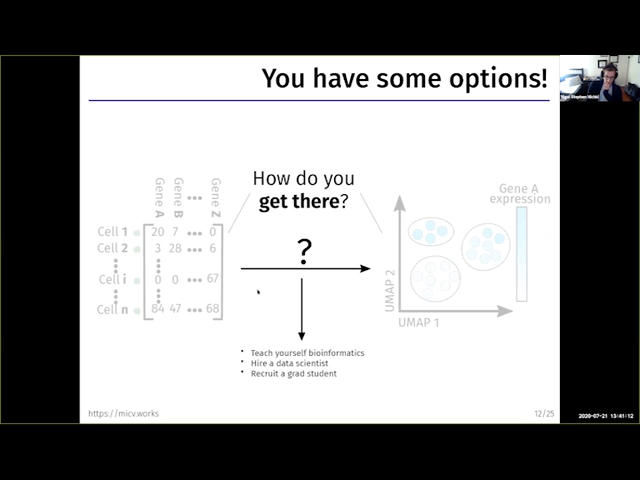 You have some options!
How do you
get there?
Gene A
Gene B
Gene Z
Cell 1 20 7 0
Cell 2 3 28 6
Cell i 0 0 67
Cell n 84 47 68
?
Gene A
expression
UMAP 2
UMAP 1
• Teach yourself bioinformatics
• Hire a data scientist
• Recruit a grad student
https://micv.works
12/25
2020-07-21 13:41:12